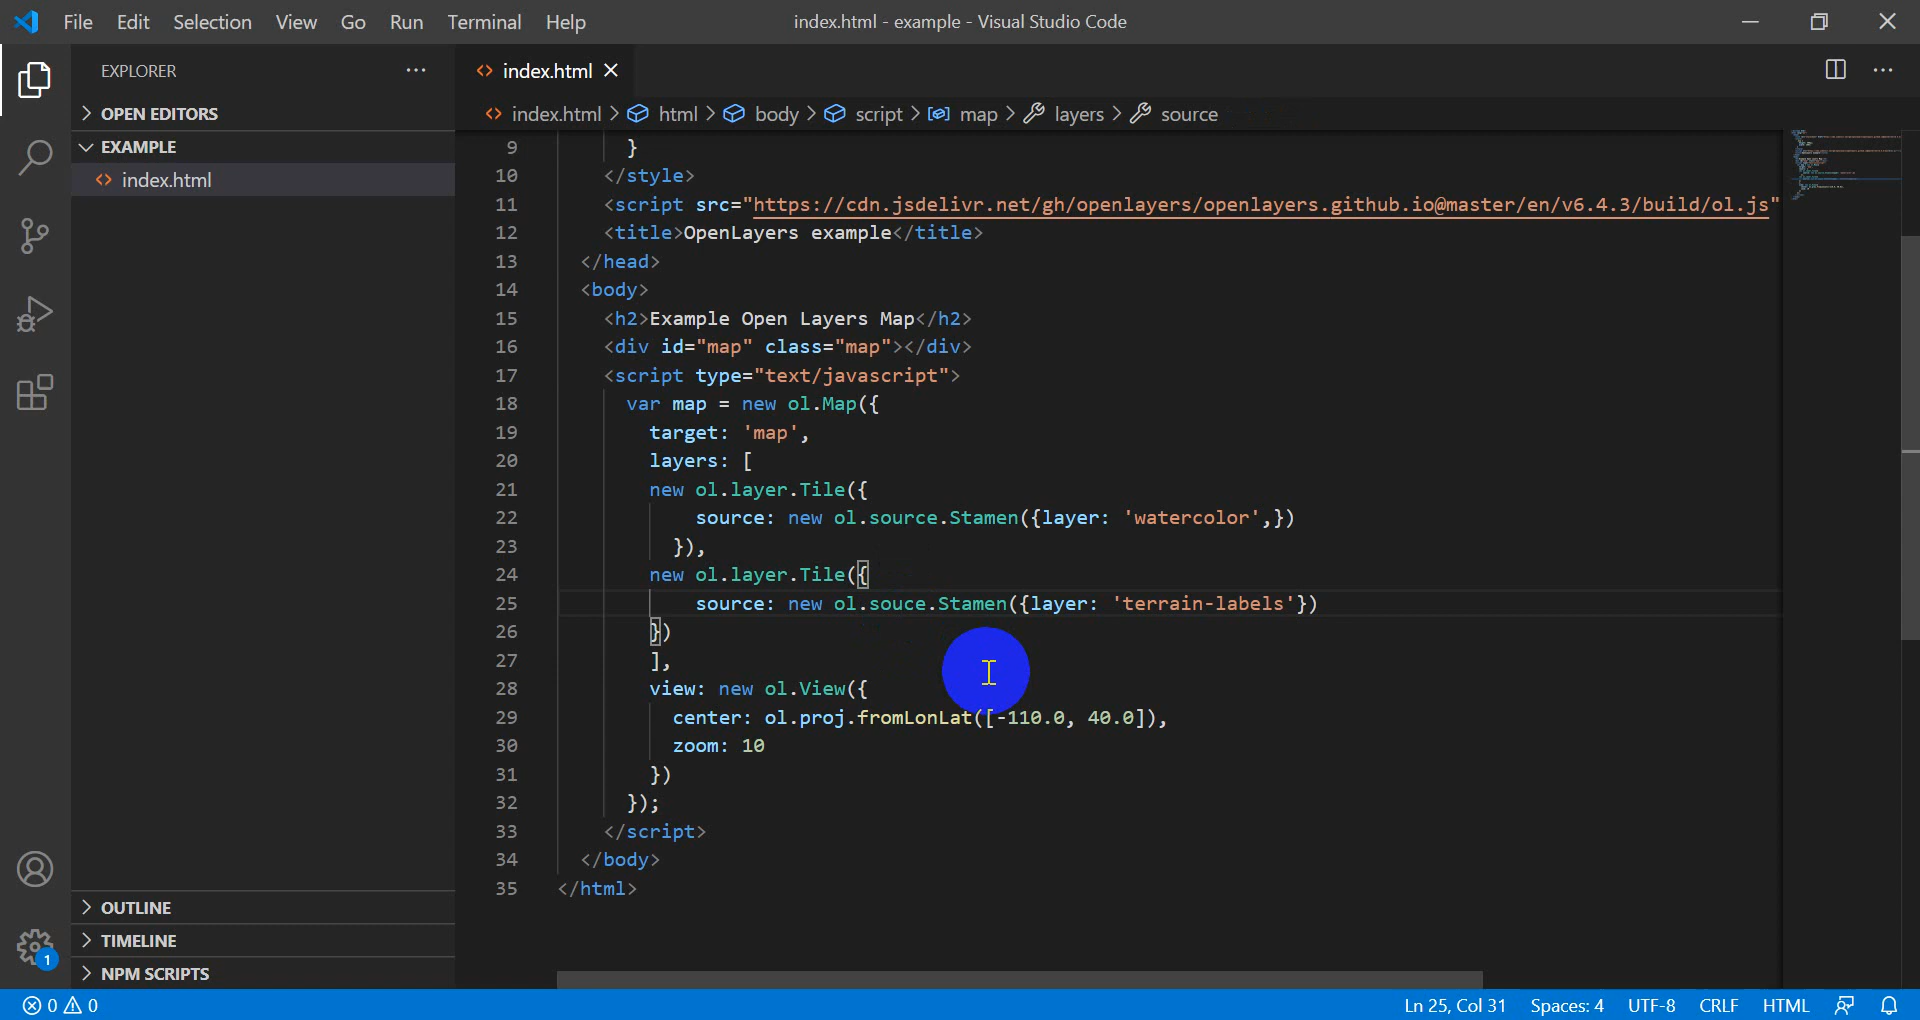 File Edit Selection View Go Run Terminal Help
index.html - example - Visual Studio Code
EXPLORER
OPEN EDITORS
EXAMPLE
<> index.html
OUTLINE
TIMELINE
NPM SCRIPTS
<> index.html
<> index.html > html > body > script > map > layers > source
9 }
10 </style>
11 <script src="https://cdn.jsdelivr.net/gh/openlayers/openlayers.github.io@master/en/v6.4.3/build/ol.js"
12 <title>OpenLayers example</title>
13 </head>
14 <body>
15 <h2>Example Open Layers Map</h2>
16 <div id="map" class="map"></div>
17 <script type="text/javascript">
18 var map = new ol.Map({
19 target: 'map',
20 layers: [
21 new ol.layer.Tile({
22 source: new ol.source.Stamen({layer: 'watercolor',})
23 }),
24 new ol.layer.Tile({
25 source: new ol.souce.Stamen({layer: 'terrain-labels'})
26 })
27 ],
28 view: new ol.View({
29 center: ol.proj.fromLonLat([-110.0, 40.0]),
30 zoom: 10
31 })
32 });
33 </script>
34 </body>
35 </html>
1
0 0
Ln 25, Col 31 Spaces: 4 UTF-8 CRLF HTML